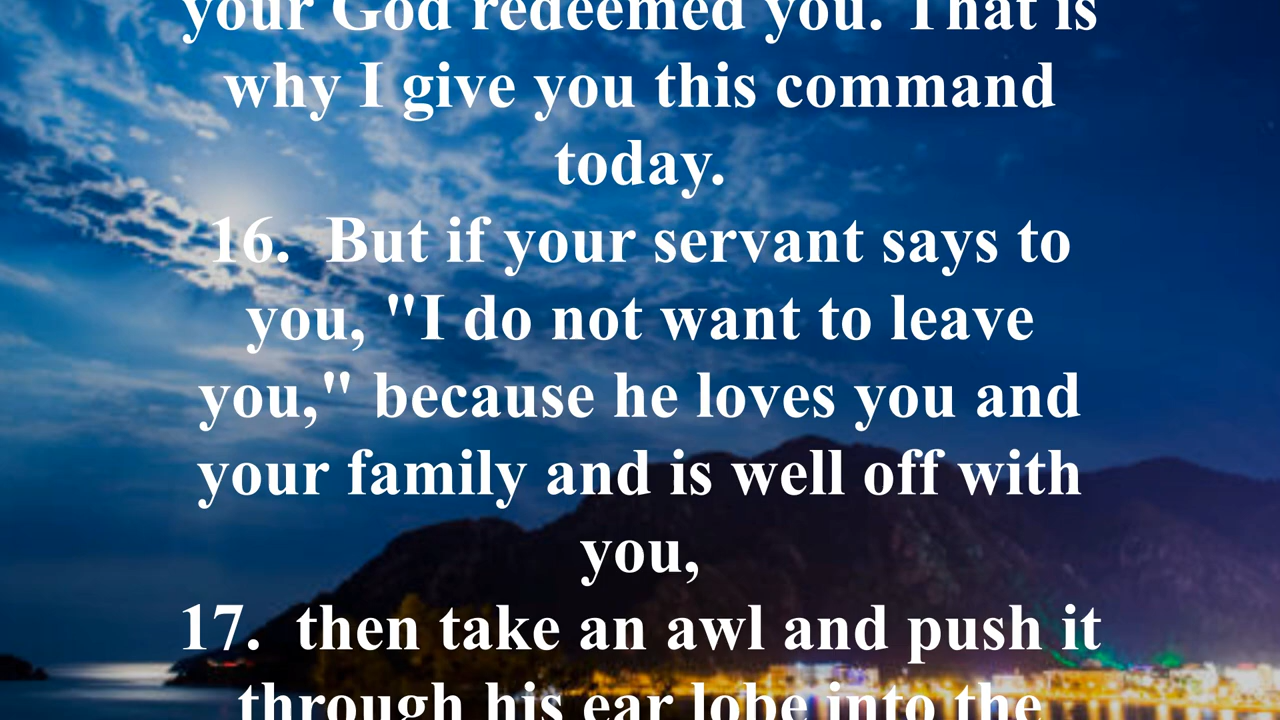 your God redeemed you. That is
why I give you this command
today.
16.  But if your servant says to
you, "I do not want to leave
you," because he loves you and
your family and is well off with
you,
17.  then take an awl and push it
through his ear lobe into the